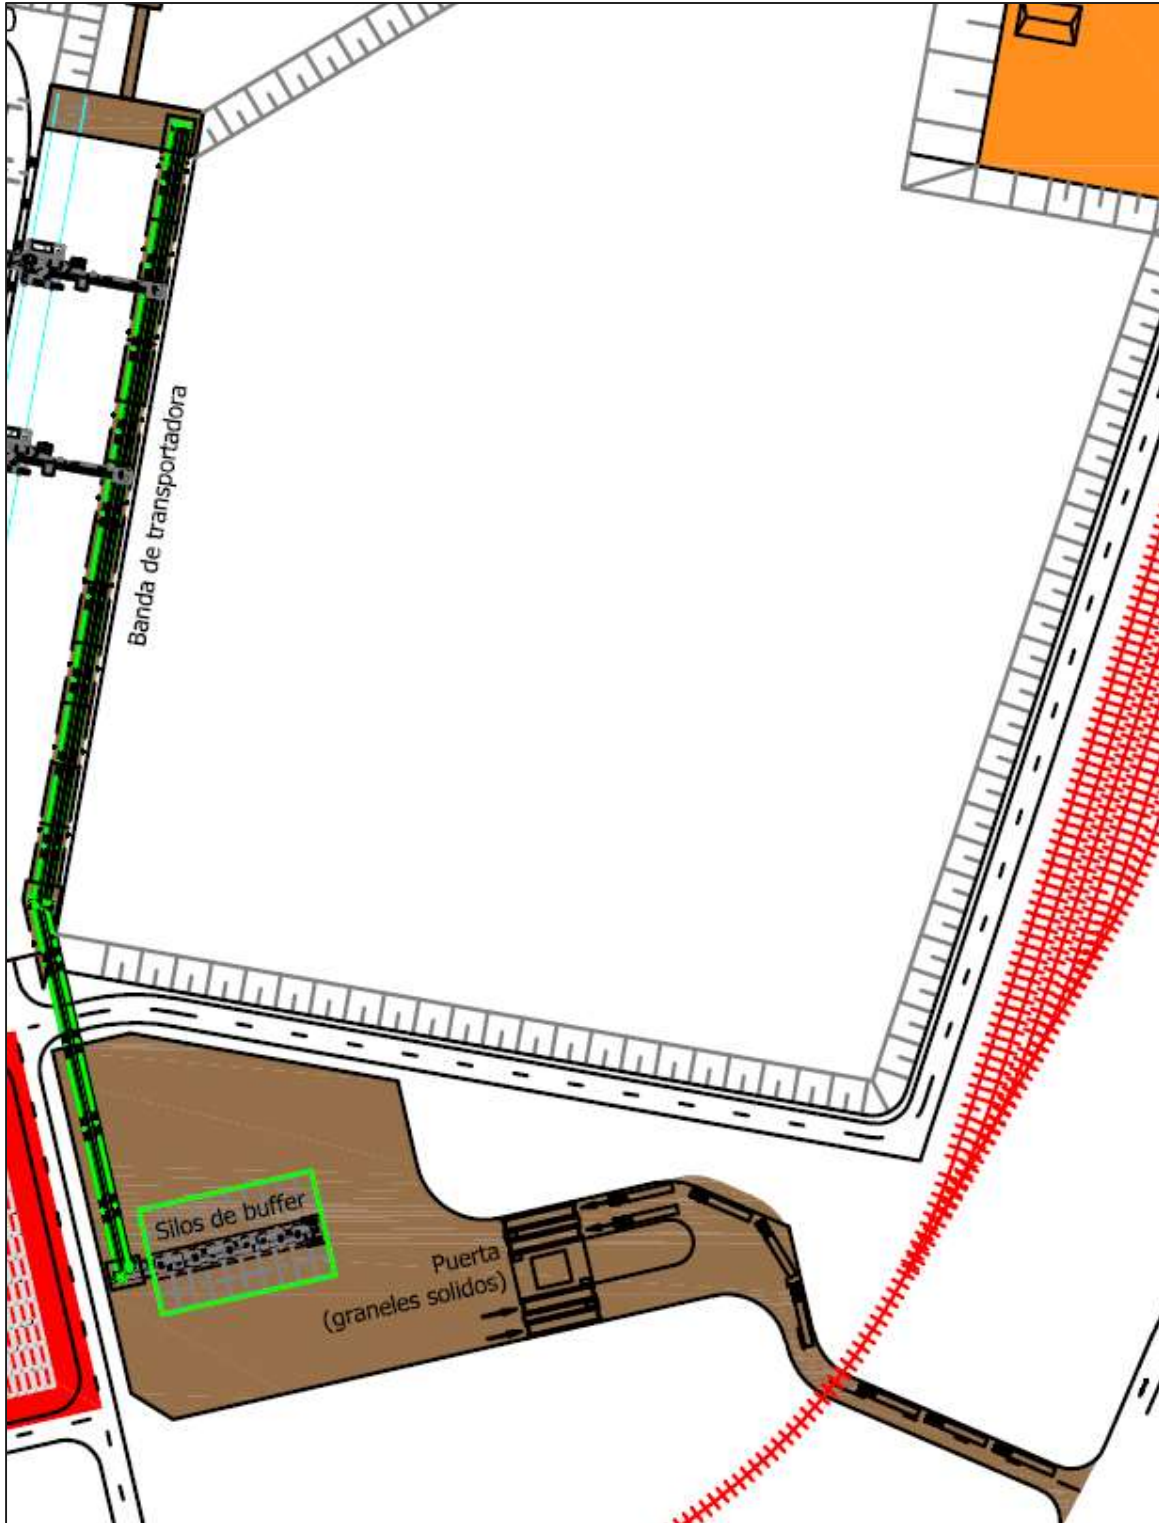 Banda de transportadora
Silos de buffer
Puerta
(graneles solidos)